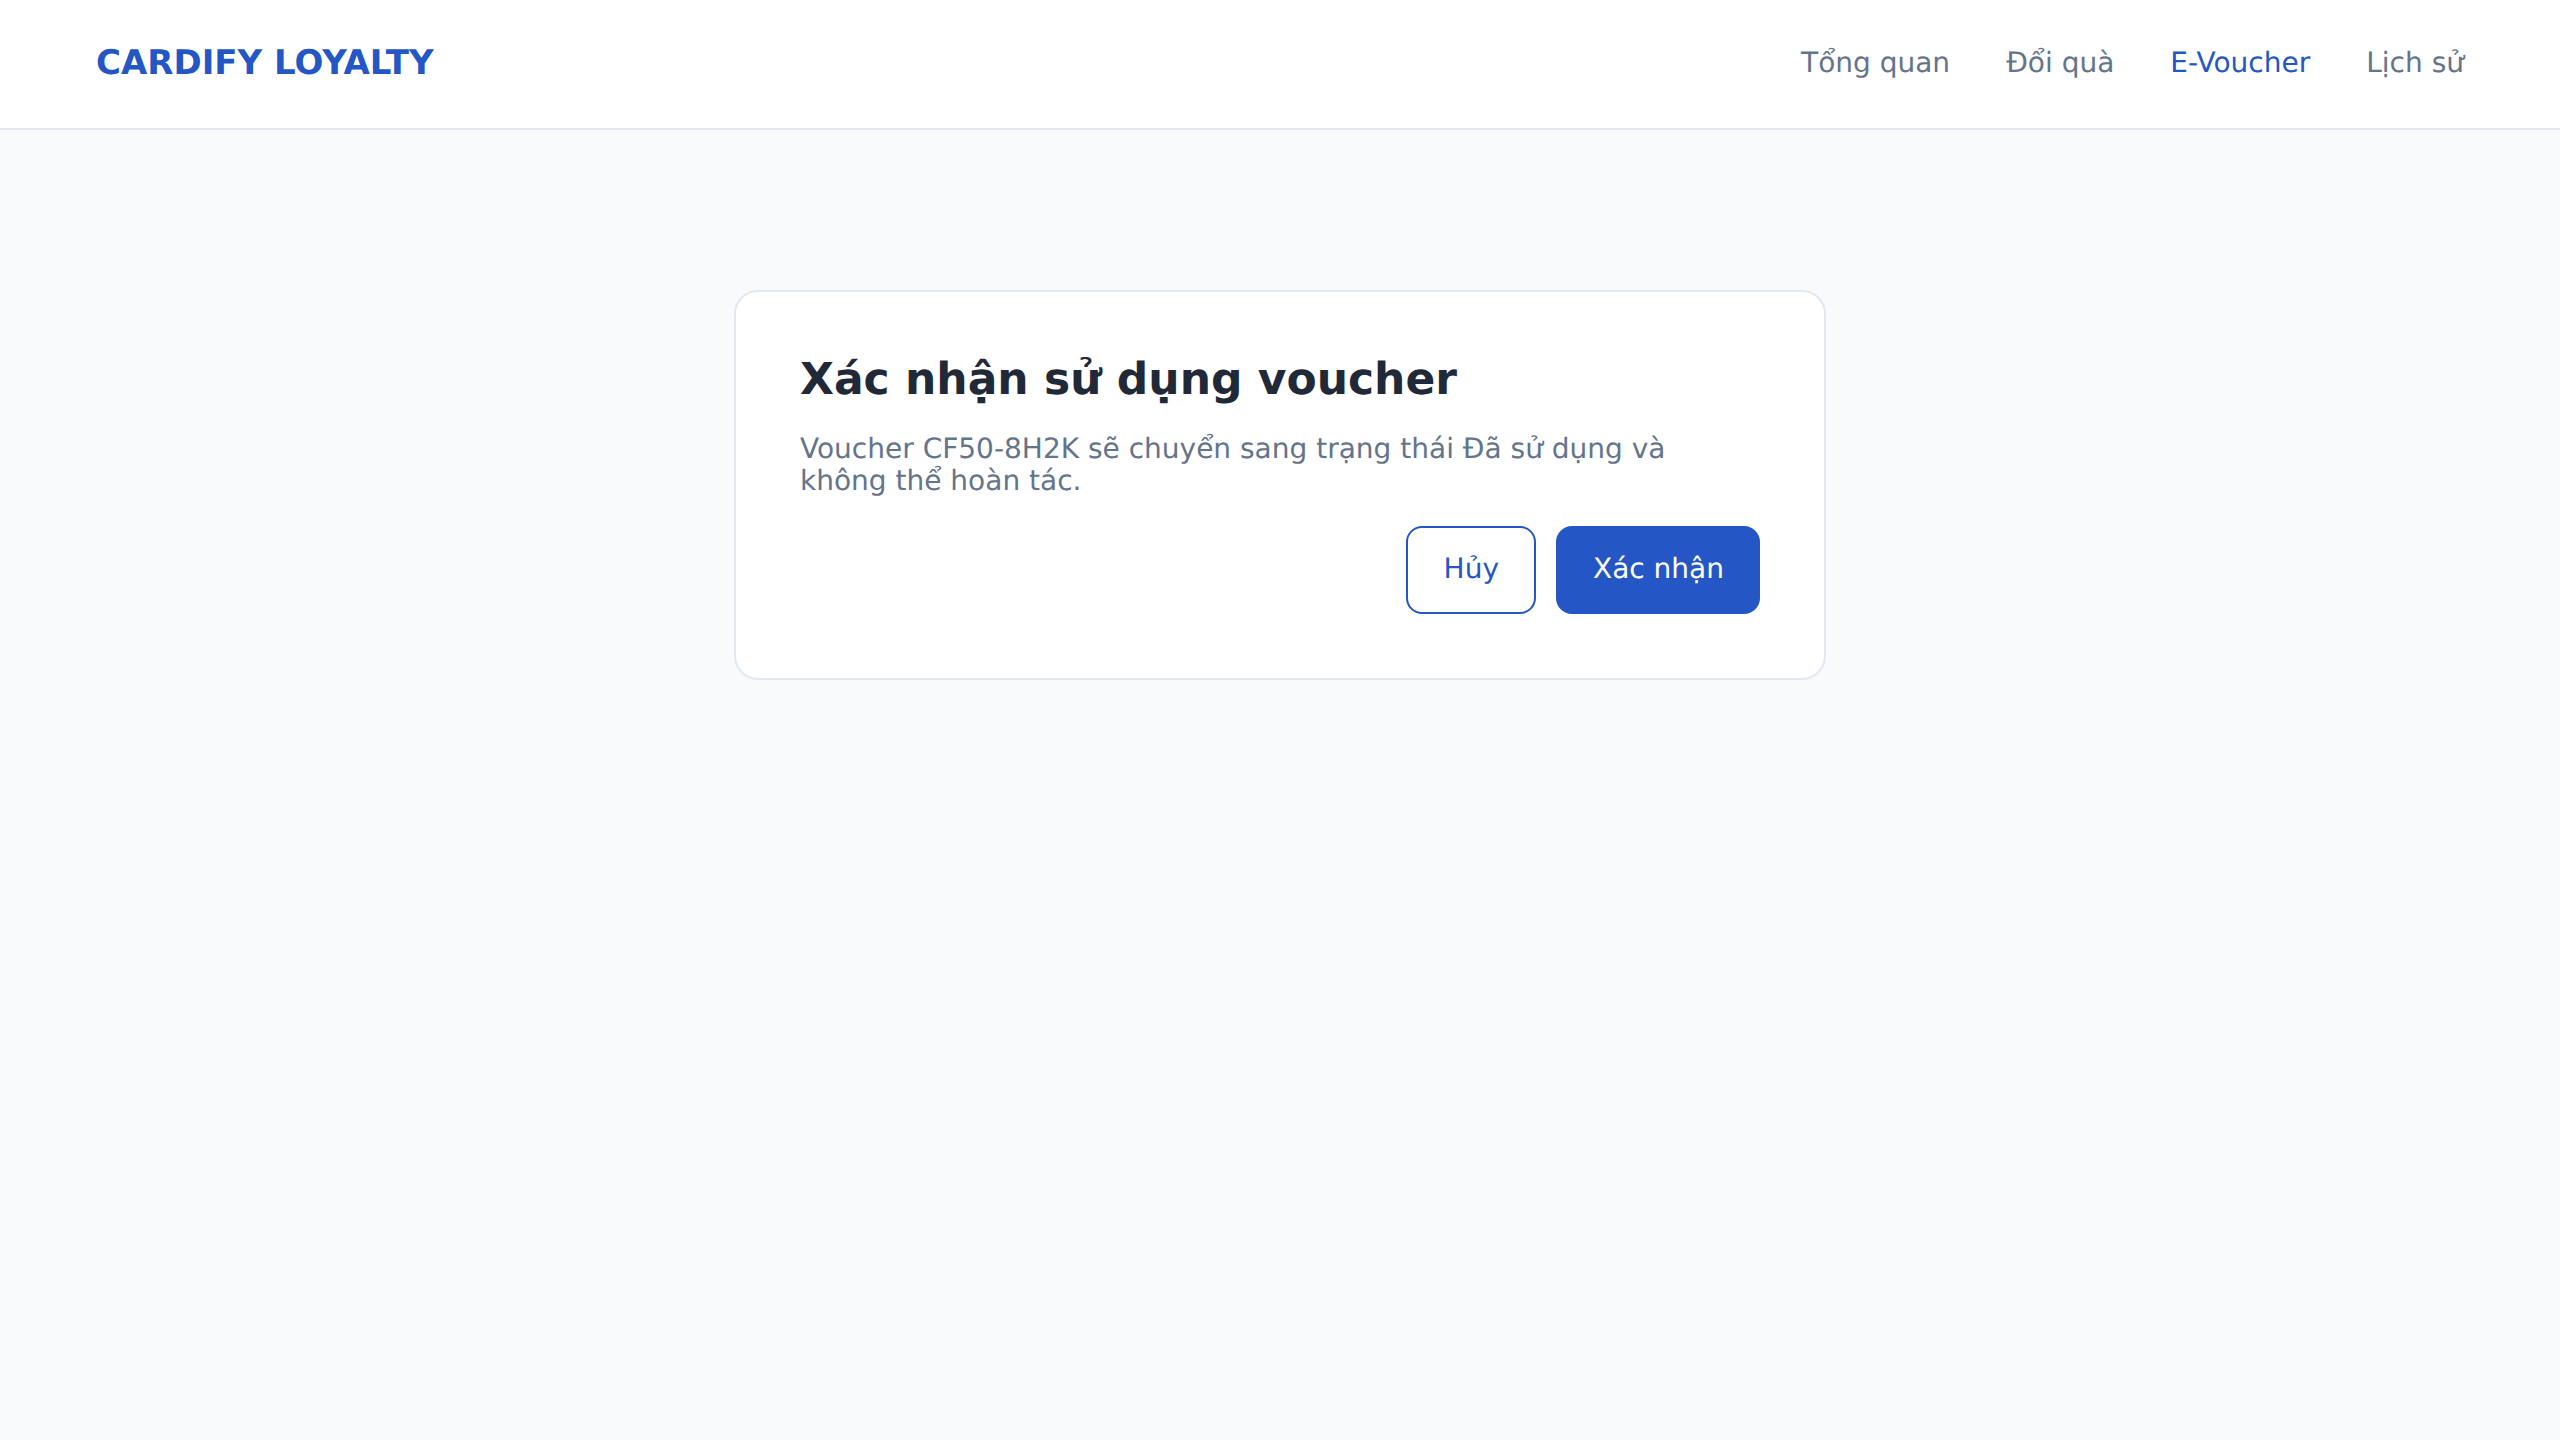 CARDIFY LOYALTY
Tổng quan
Đổi quà
E-Voucher
Lịch sử
Xác nhận sử dụng voucher
Voucher CF50-8H2K sẽ chuyển sang trạng thái Đã sử dụng và
không thể hoàn tác.
Hủy
Xác nhận